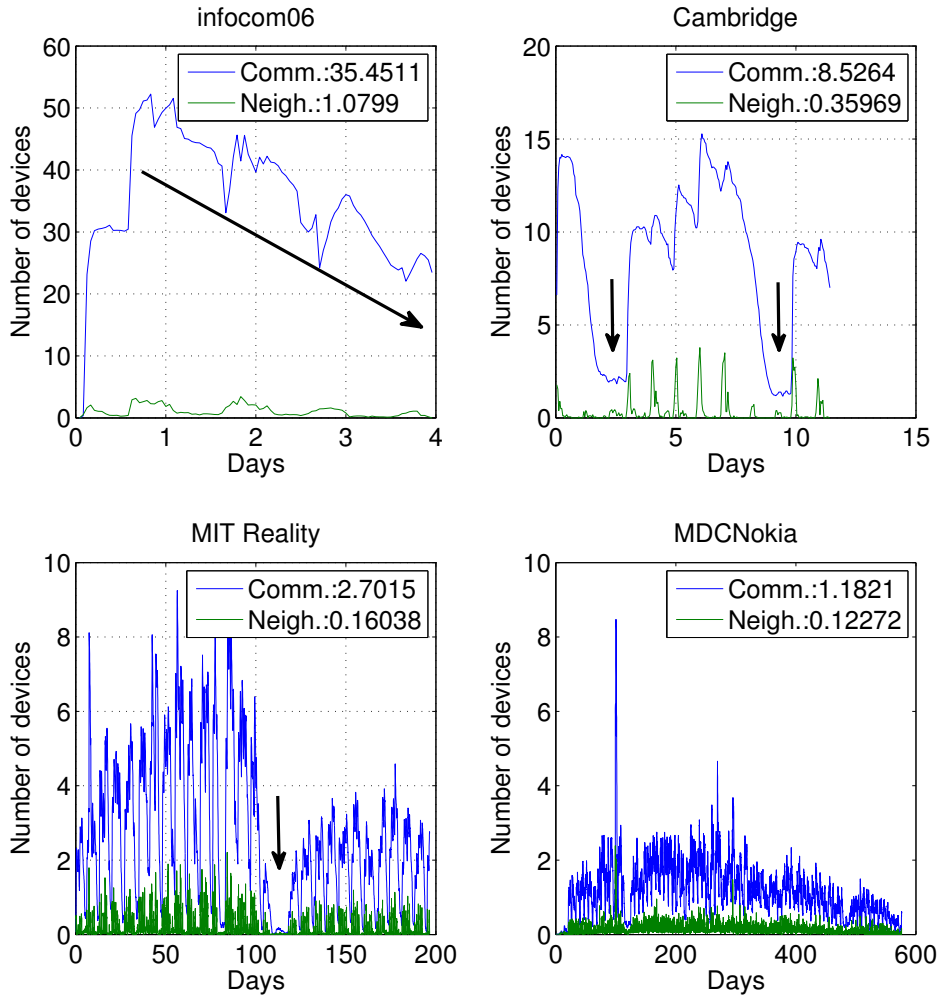 infocom06
60
50
40
30
20
10
0
0 1 2 3 4
Number of devices
Days
Comm.:35.4511
Neigh.:1.0799
Cambridge
20
15
10
5
0
0 5 10 15
Number of devices
Days
Comm.:8.5264
Neigh.:0.35969
MIT Reality
10
8
6
4
2
0
0 50 100 150 200
Number of devices
Days
Comm.:2.7015
Neigh.:0.16038
MDCNokia
10
8
6
4
2
0
0 200 400 600
Number of devices
Days
Comm.:1.1821
Neigh.:0.12272